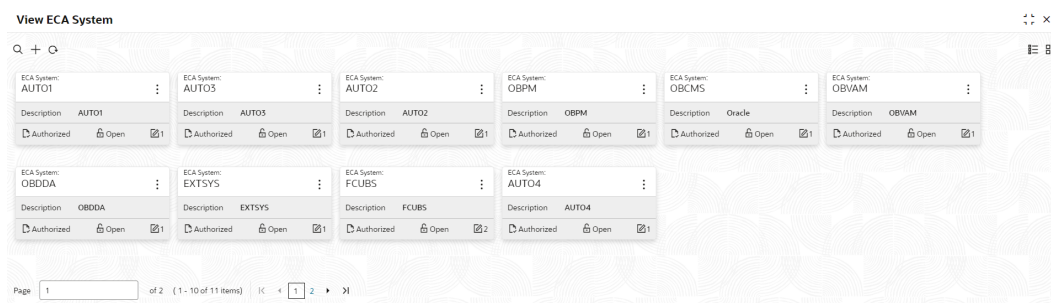 View ECA System
ECA System:
AUTO1
Description AUTO1
Authorized Open 1
ECA System:
AUTO3
Description AUTO3
Authorized Open 1
ECA System:
AUTO2
Description AUTO2
Authorized Open 1
ECA System:
OBPM
Description OBPM
Authorized Open 1
ECA System:
OBCMS
Description Oracle
Authorized Open 1
ECA System:
OBVAM
Description OBVAM
Authorized Open 1
ECA System:
OBDDA
Description OBDDA
Authorized Open 1
ECA System:
EXTSYS
Description EXTSYS
Authorized Open 1
ECA System:
FCUBS
Description FCUBS
Authorized Open 2
ECA System:
AUTO4
Description AUTO4
Authorized Open 1
Page 1 of 2 (1 - 10 of 11 items) 1 2